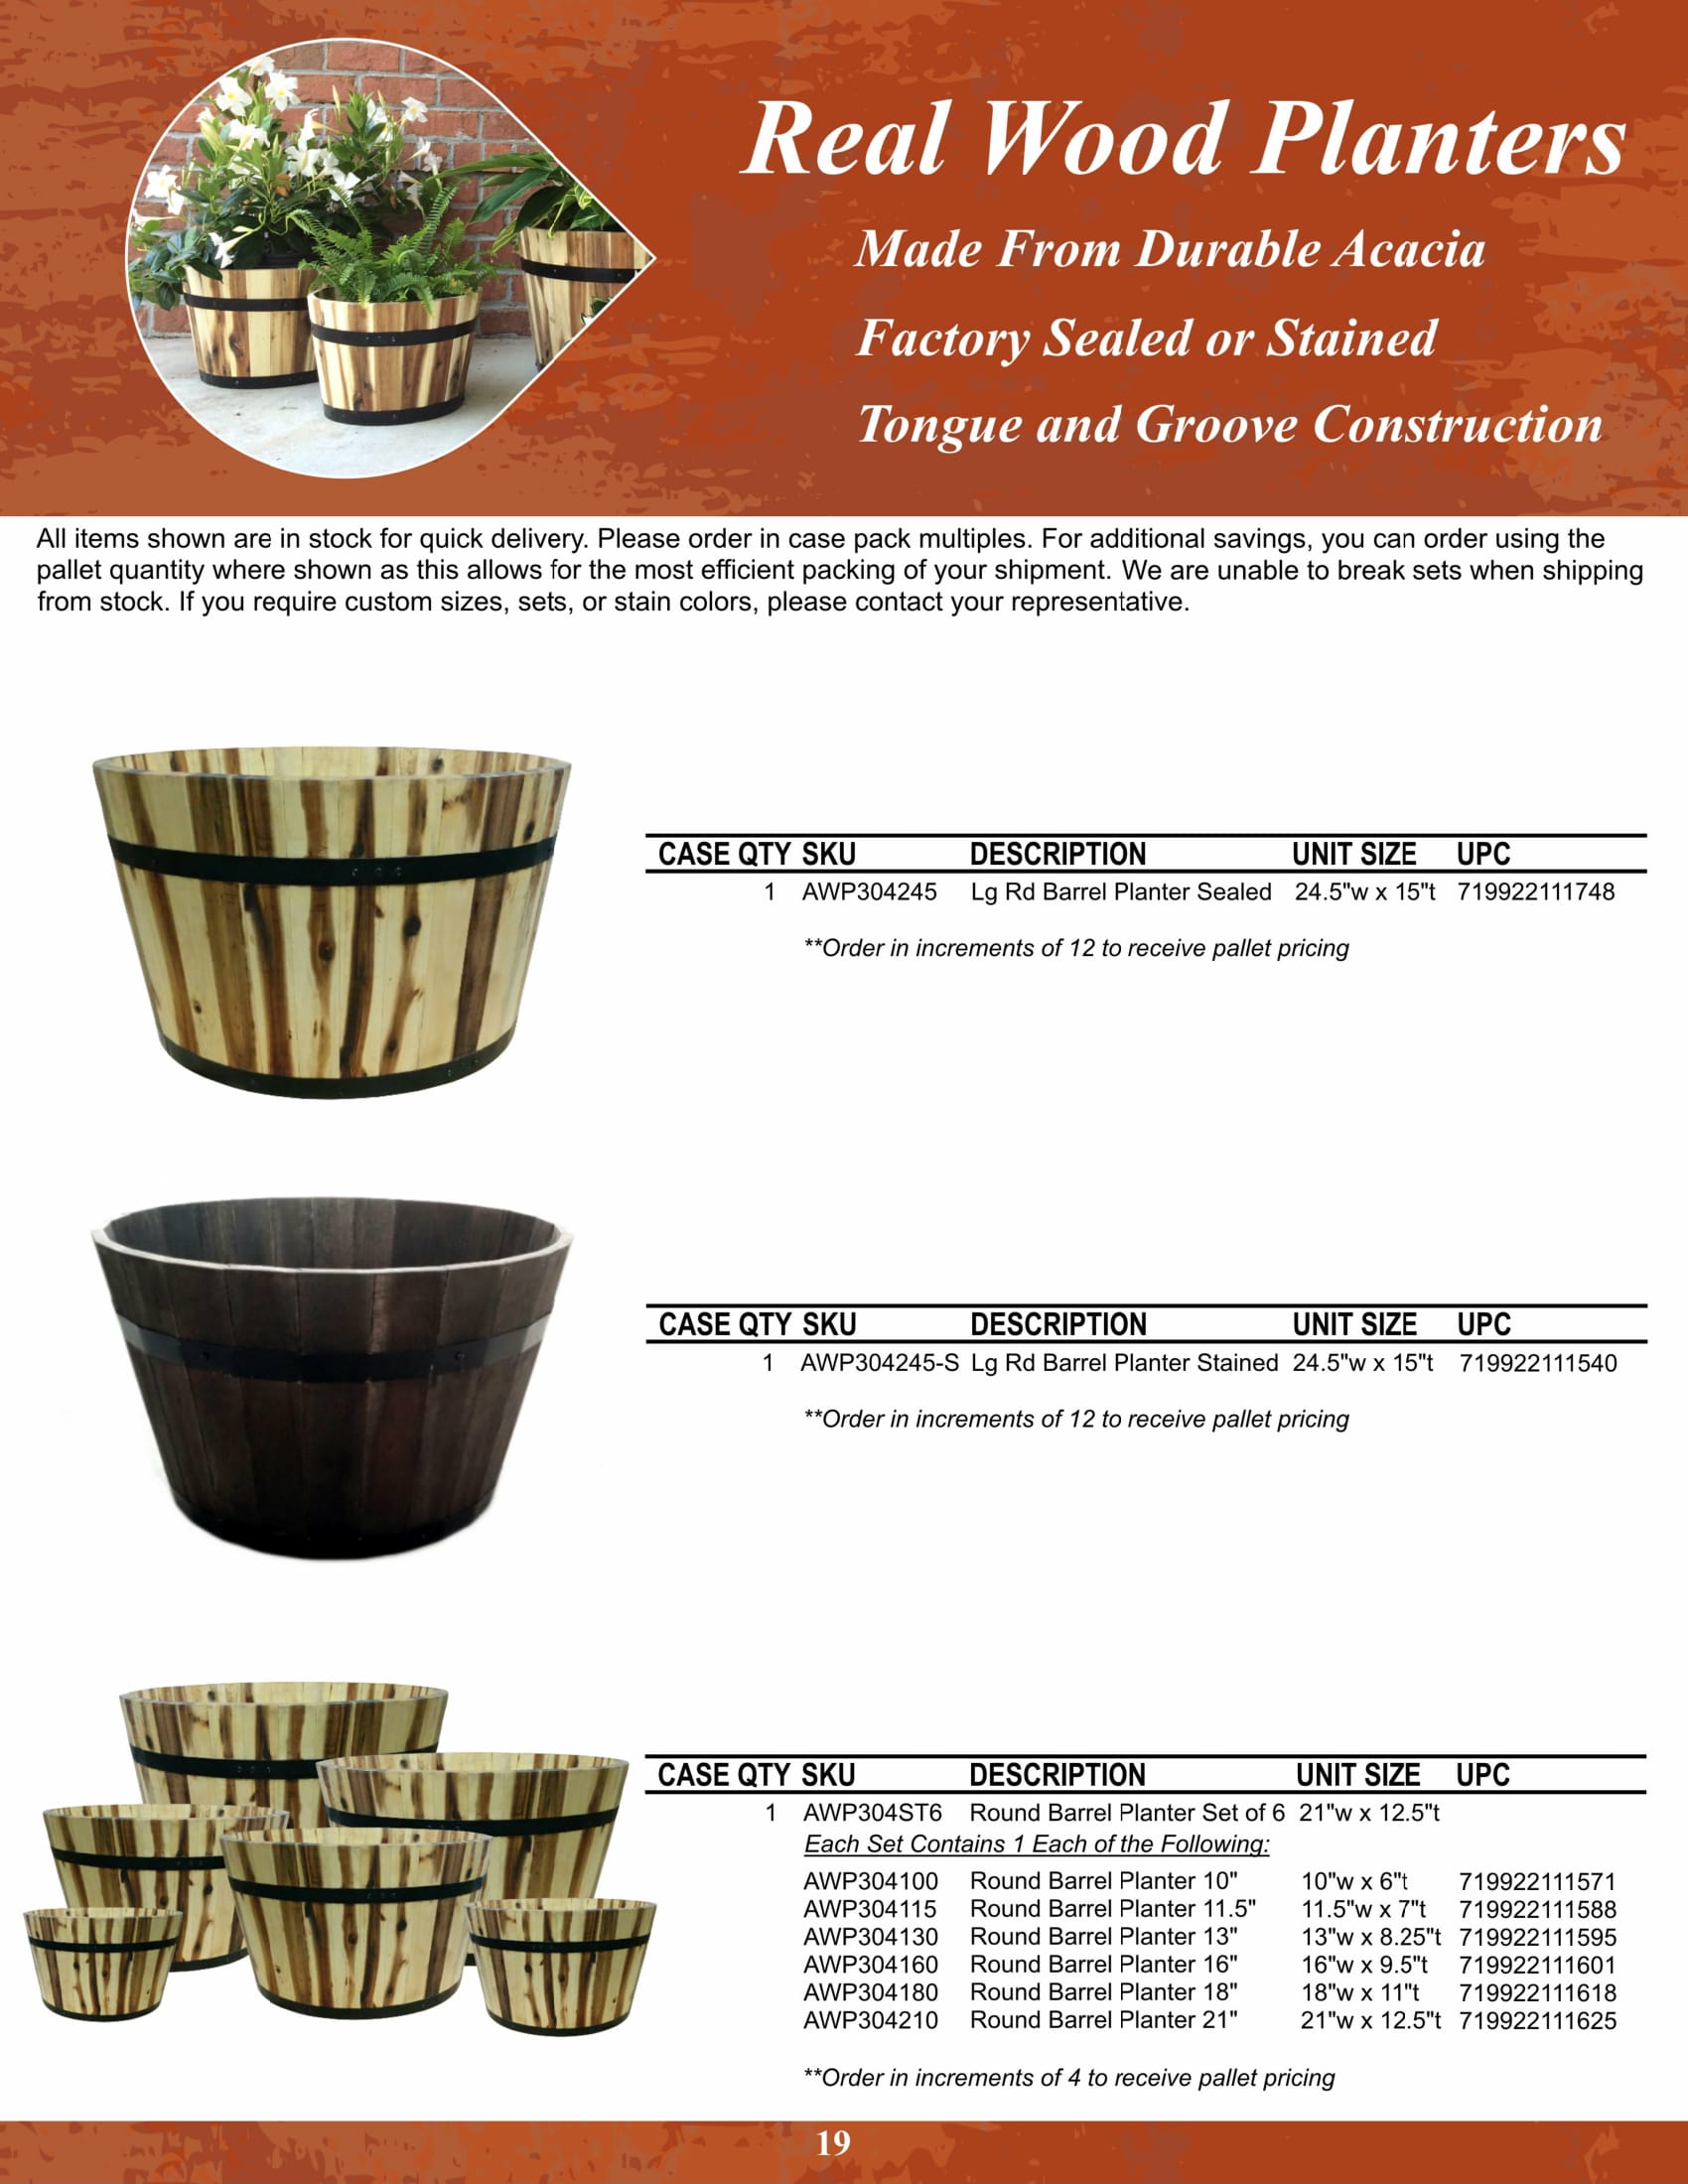 Real Wood Planters
Made From Durable Acacia
Factory Sealed or Stained
Tongue and Groove Construction
All items shown are in stock for quick delivery. Please order in case pack multiples. For additional savings, you can order using the
pallet quantity where shown as this allows for the most efficient packing of your shipment. We are unable to break sets when shipping
from stock. If you require custom sizes, sets, or stain colors, please contact your representative.
CASE QTY SKU DESCRIPTION UNIT SIZE UPC
1 AWP304245 Lg Rd Barrel Planter Sealed 24.5"w x 15"t 719922111748
**Order in increments of 12 to receive pallet pricing
CASE QTY SKU DESCRIPTION UNIT SIZE UPC
1 AWP304245-S Lg Rd Barrel Planter Stained 24.5"w x 15"t 719922111540
**Order in increments of 12 to receive pallet pricing
CASE QTY SKU DESCRIPTION UNIT SIZE UPC
1 AWP304ST6 Round Barrel Planter Set of 6 21"w x 12.5"t
Each Set Contains 1 Each of the Following:
AWP304100 Round Barrel Planter 10" 10"w x 6"t 719922111571
AWP304115 Round Barrel Planter 11.5" 11.5"w x 7"t 719922111588
AWP304130 Round Barrel Planter 13" 13"w x 8.25"t 719922111595
AWP304160 Round Barrel Planter 16" 16"w x 9.5"t 719922111601
AWP304180 Round Barrel Planter 18" 18"w x 11"t 719922111618
AWP304210 Round Barrel Planter 21" 21"w x 12.5"t 719922111625
**Order in increments of 4 to receive pallet pricing
19